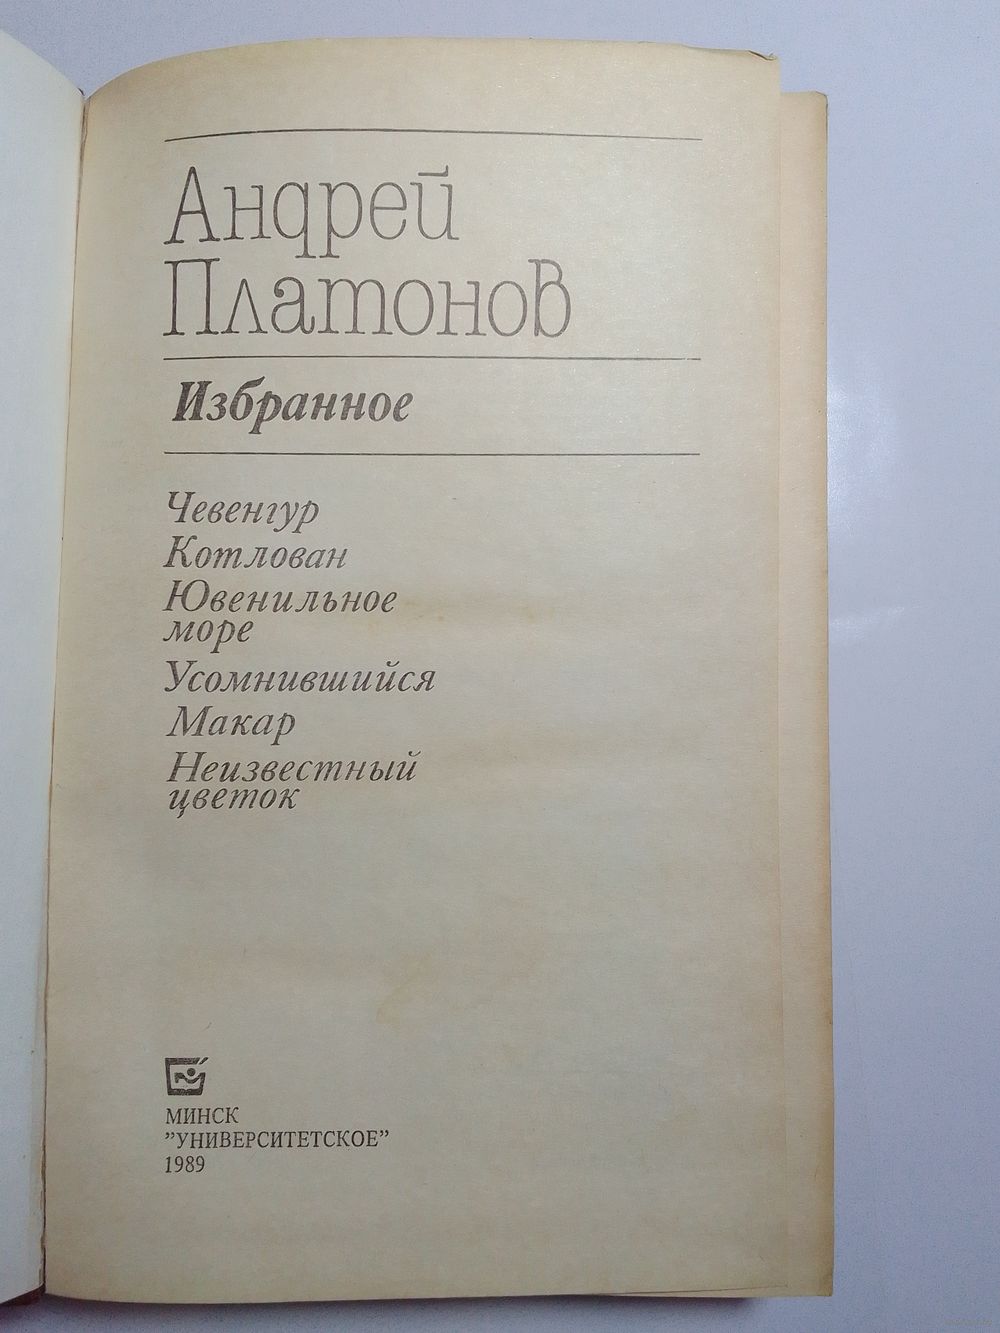 Андрей
Платонов
Избранное
Чевенгур
Котлован
Ювенильное
море
Усомнившийся
Макар
Неизвестный
цветок
МИНСК
"УНИВЕРСИТЕТСКОЕ"
1989